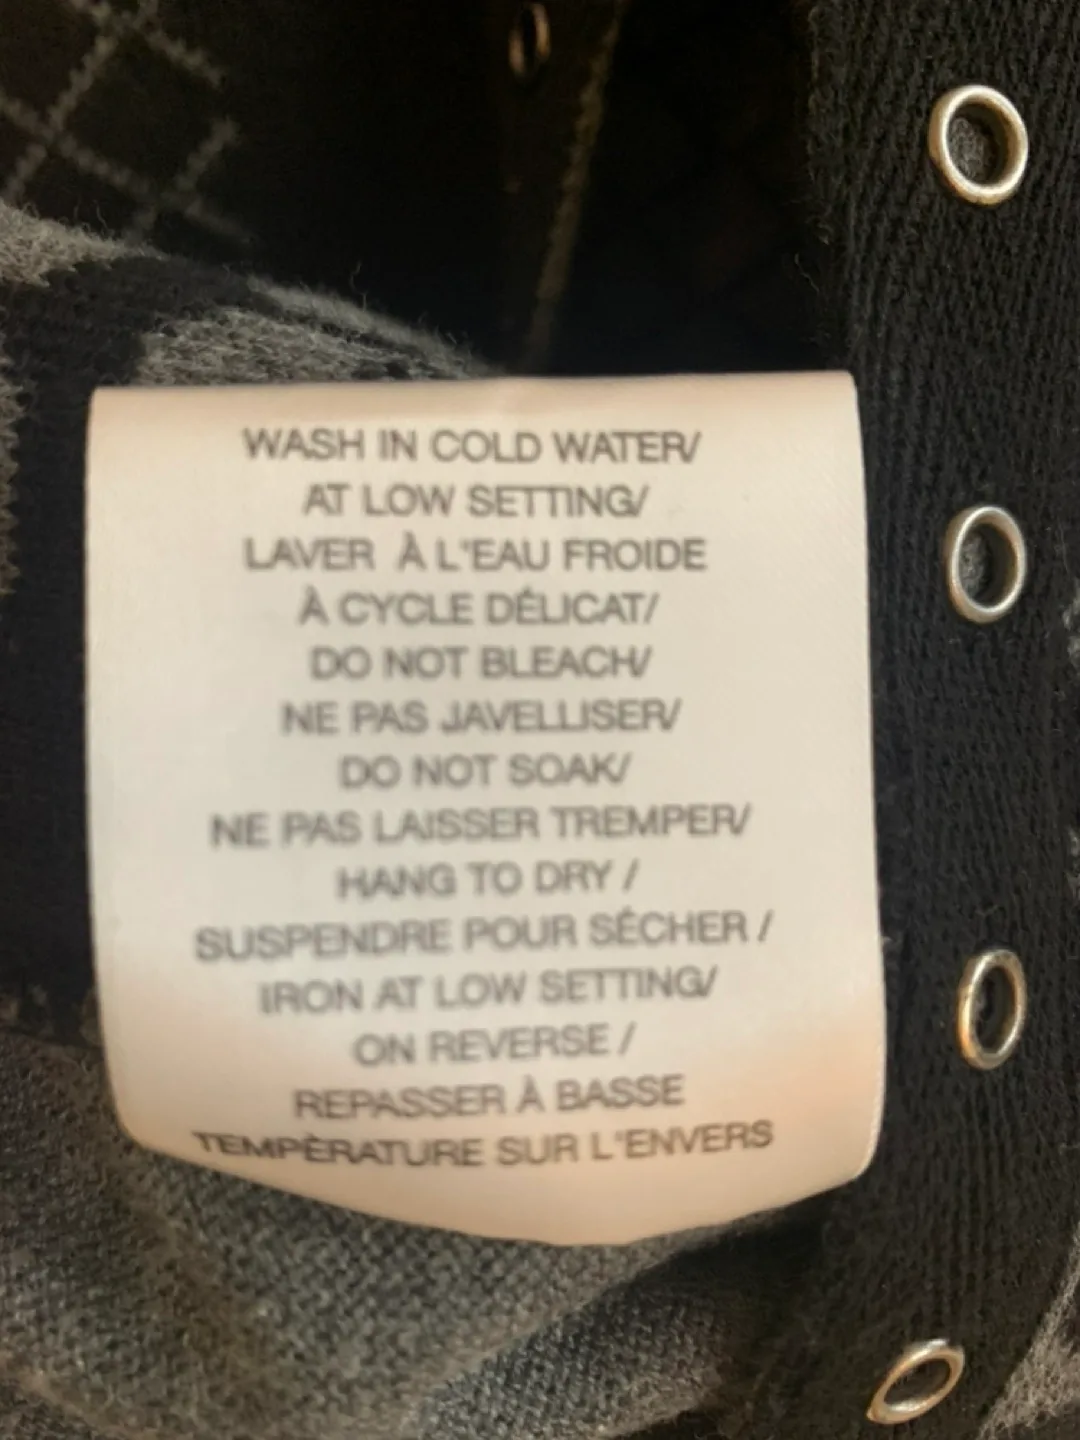 WASH IN COLD WATER/
AT LOW SETTING/
LAVER À L'EAU FROIDE
À CYCLE DÉLICAT/
DO NOT BLEACH/
NE PAS JAVELLISER/
DO NOT SOAK/
NE PAS LAISSER TREMPER/
HANG TO DRY /
SUSPENDRE POUR SÉCHER /
IRON AT LOW SETTING/
ON REVERSE /
REPASSER À BASSE
TEMPÈRATURE SUR L'ENVERS